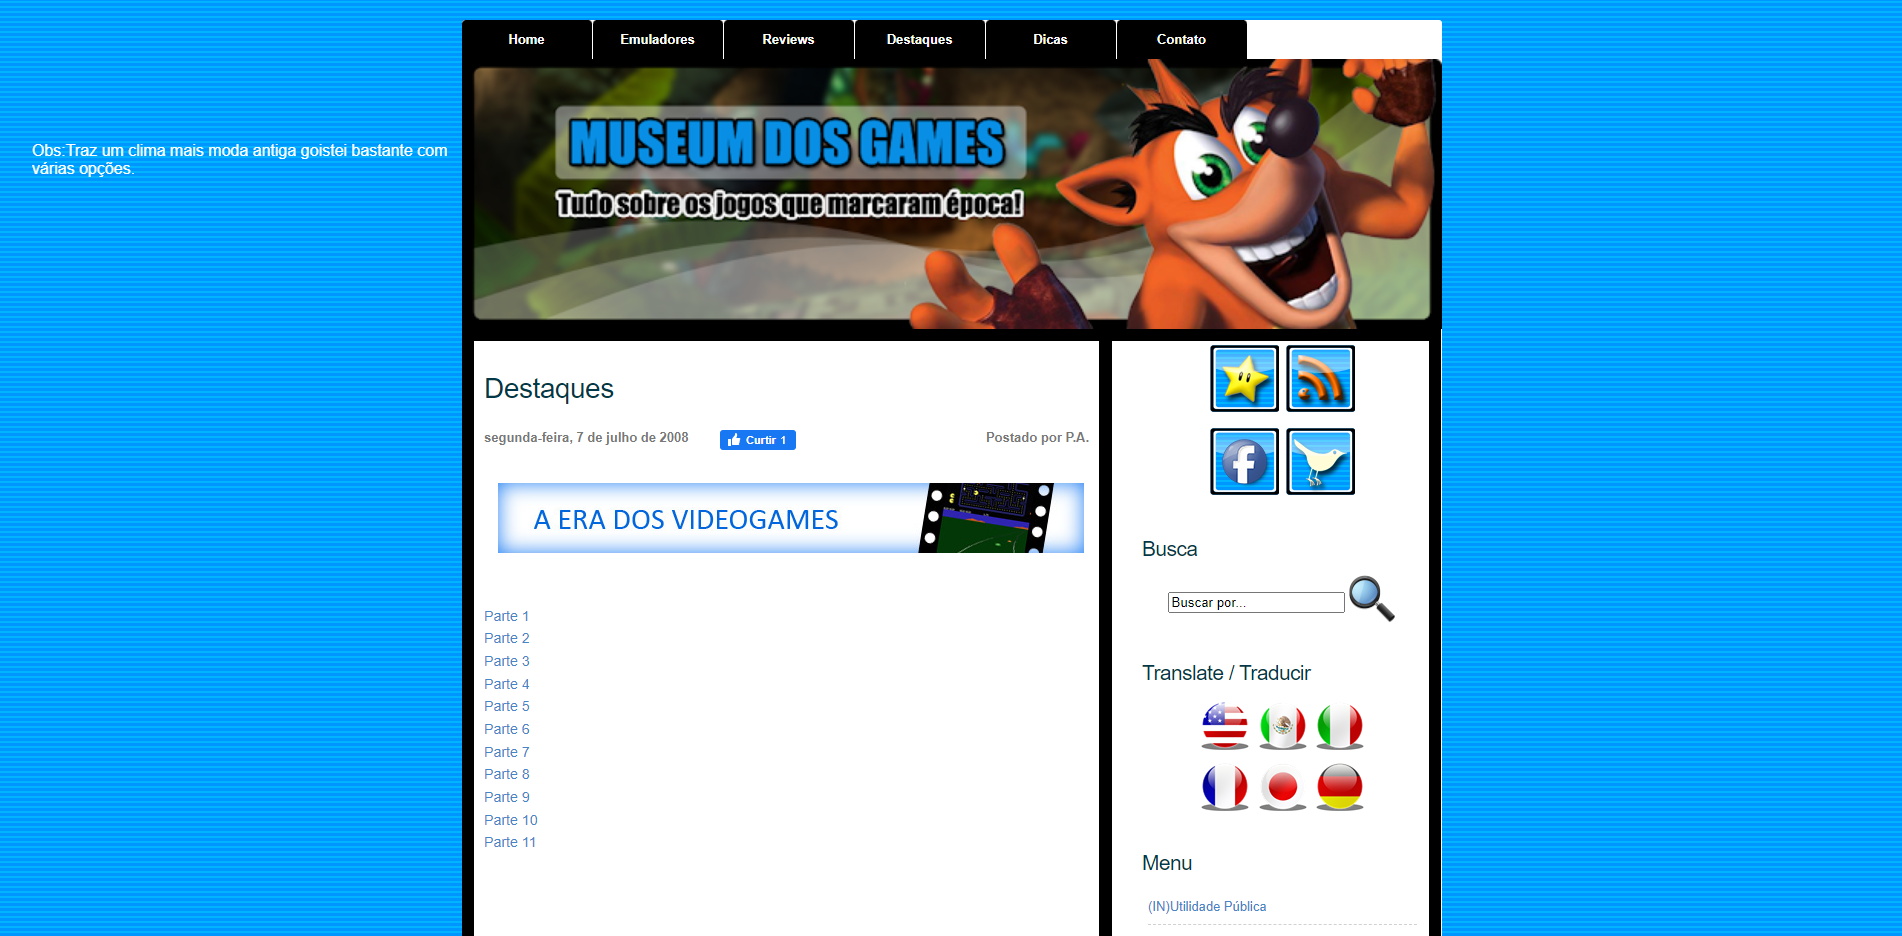 Home Emuladores Reviews Destaques Dicas Contato
Obs:Traz um clima mais moda antiga goistei bastante com
várias opções.
MUSEUM DOS GAMES
Tudo sobre os jogos que marcaram época!
Destaques
segunda-feira, 7 de julho de 2008 Curtir 1 Postado por P.A.
A ERA DOS VIDEOGAMES
Parte 1
Parte 2
Parte 3
Parte 4
Parte 5
Parte 6
Parte 7
Parte 8
Parte 9
Parte 10
Parte 11
f
Busca
Buscar por...
Translate / Traducir
Menu
(IN)Utilidade Pública